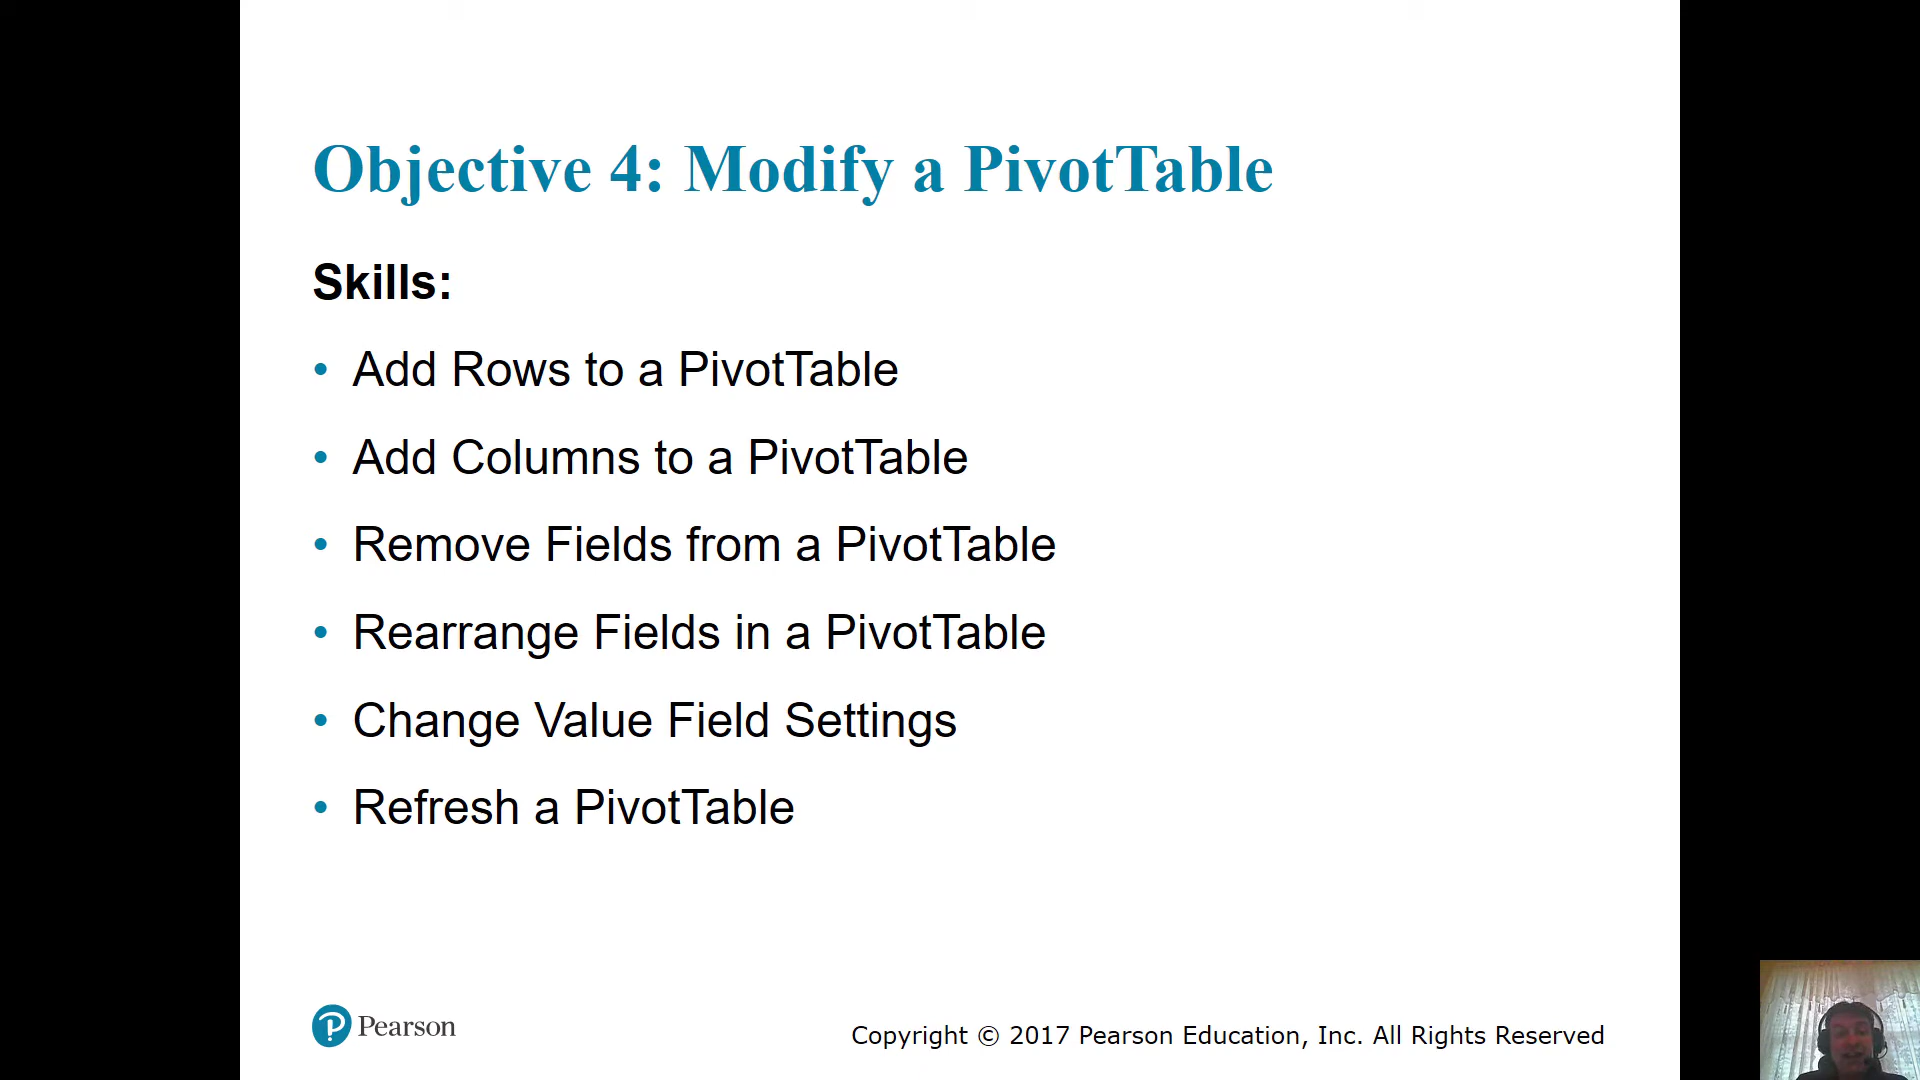 Objective 4: Modify a PivotTable
Skills:
• Add Rows to a PivotTable
• Add Columns to a PivotTable
• Remove Fields from a PivotTable
• Rearrange Fields in a PivotTable
• Change Value Field Settings
• Refresh a PivotTable
Pearson
Copyright © 2017 Pearson Education, Inc. All Rights Reserved